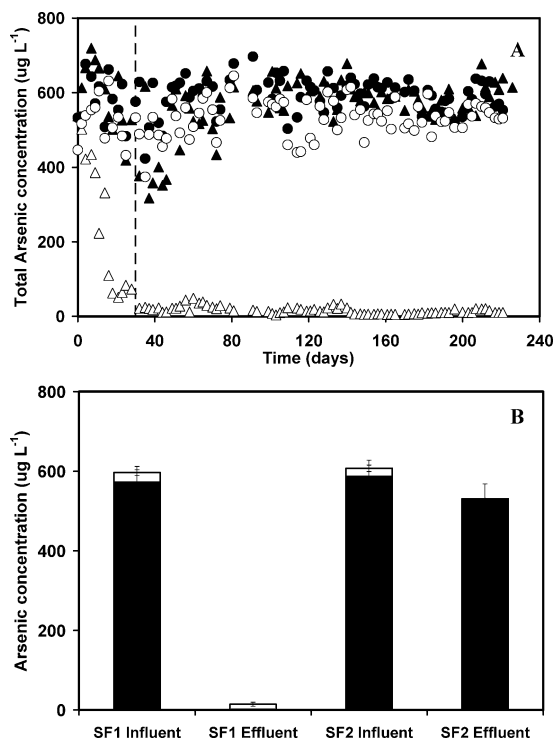 A
Total Arsenic concentration (ug L-1)
800
600
400
200
0
0 40 80 120 160 200 240
Time (days)
B
Arsenic concentration (ug L-1)
800
600
400
200
0
SF1 Influent SF1 Effluent SF2 Influent SF2 Effluent